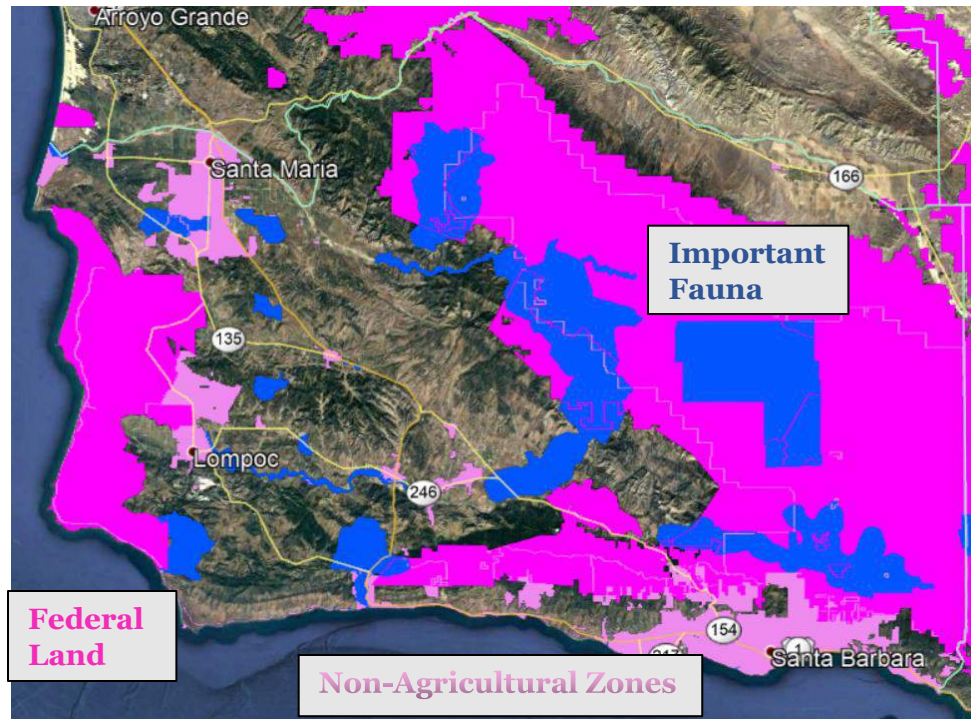 Arroyo Grande
Santa Maria
166
Important
Fauna
135
Lompoc
246
Federal
Land
154
1
Santa Barbara
Non-Agricultural Zones